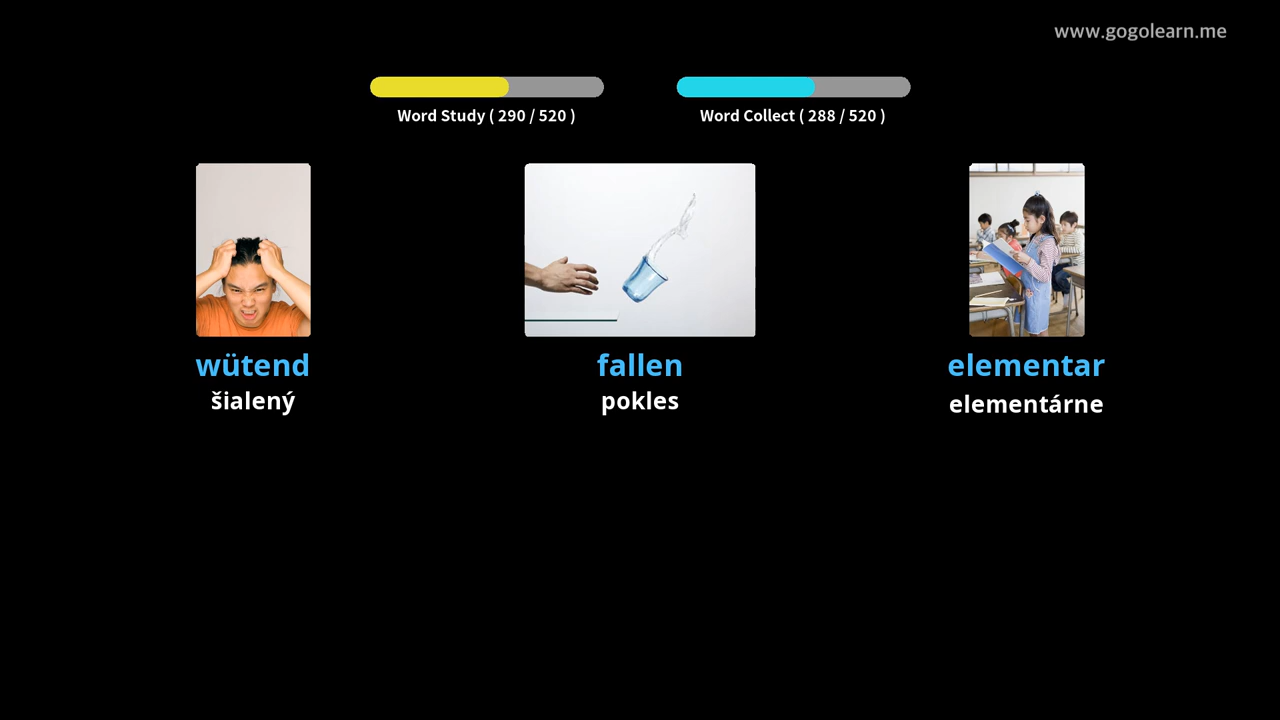 www.gogolearn.me
Word Study ( 290 / 520 )
Word Collect ( 288 / 520 )
wütend
šialený
fallen
pokles
elementar
elementárne